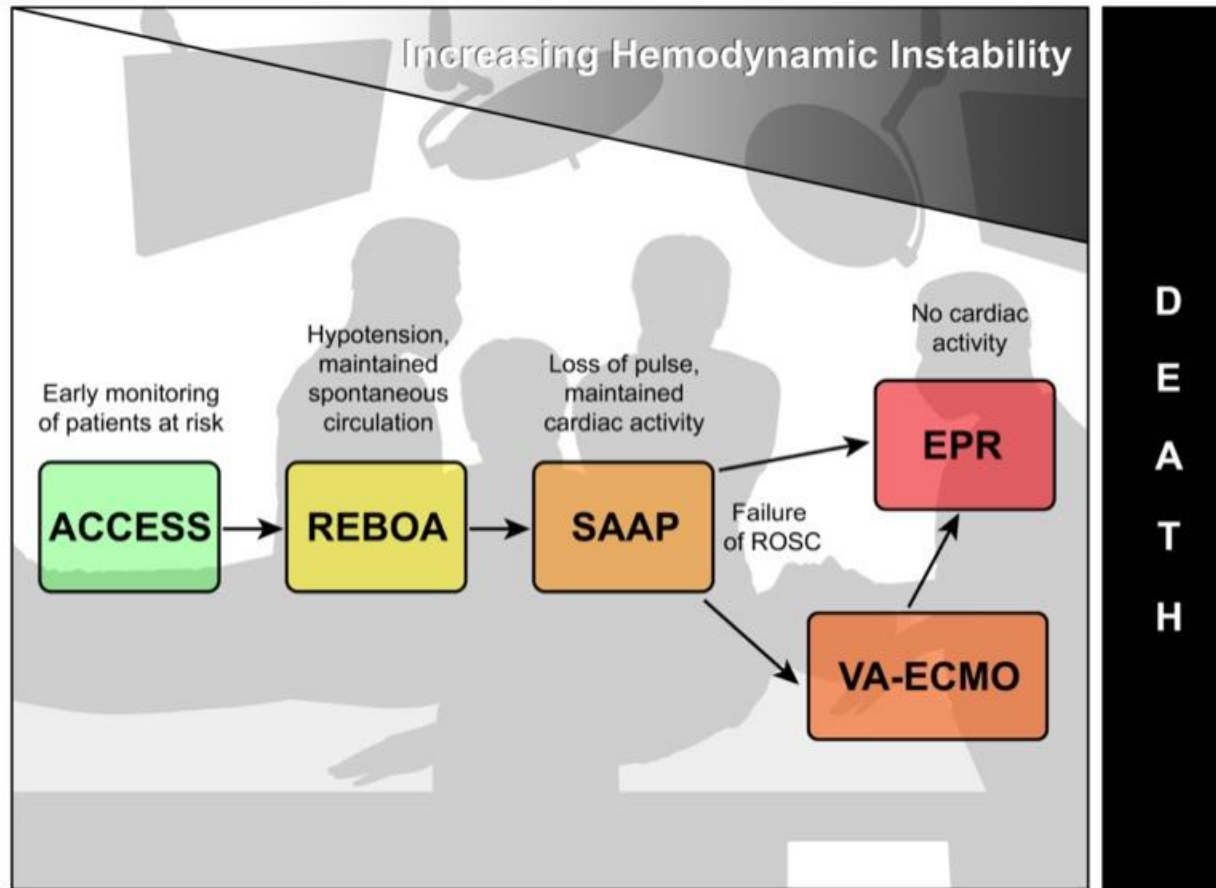 Increasing Hemodynamic Instability
Early monitoring
of patients at risk
ACCESS
Hypotension,
maintained
spontaneous
circulation
REBOA
Loss of pulse,
maintained
cardiac activity
SAAP
Failure
of ROSC
No cardiac
activity
EPR
VA-ECMO
D
E
A
T
H